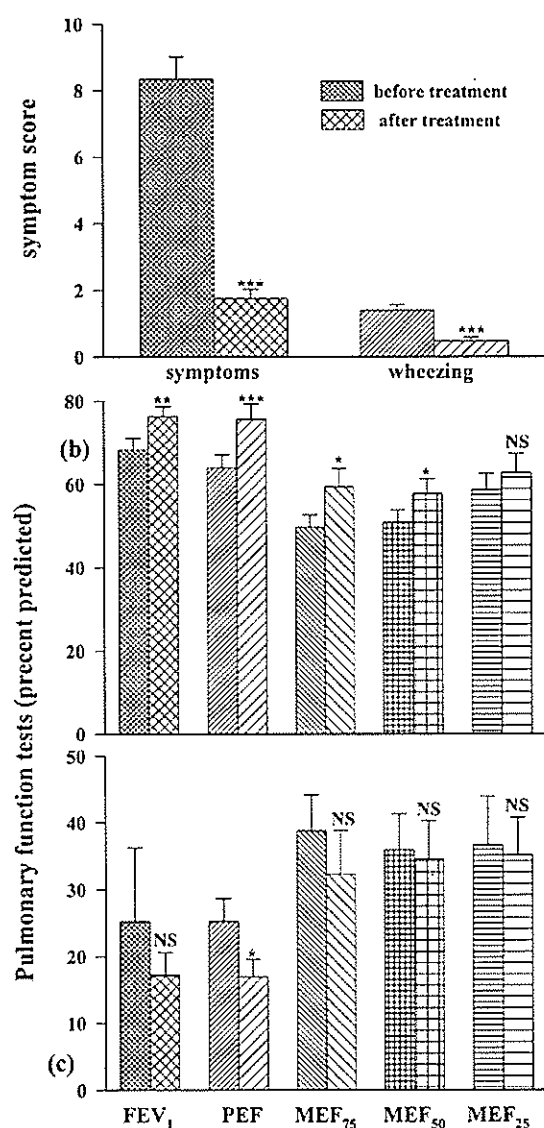 10
8
6
4
2
0
symptom score
before treatment
after treatment
***
***
symptoms
wheezing
80
60
40
20
0
(b)
**
***
*
*
NS
Pulmonary function tests (precent predicted)
50
40
30
20
10
0
(c)
NS
*
NS
NS
NS
FEV₁
PEF
MEF₇₅
MEF₅₀
MEF₂₅